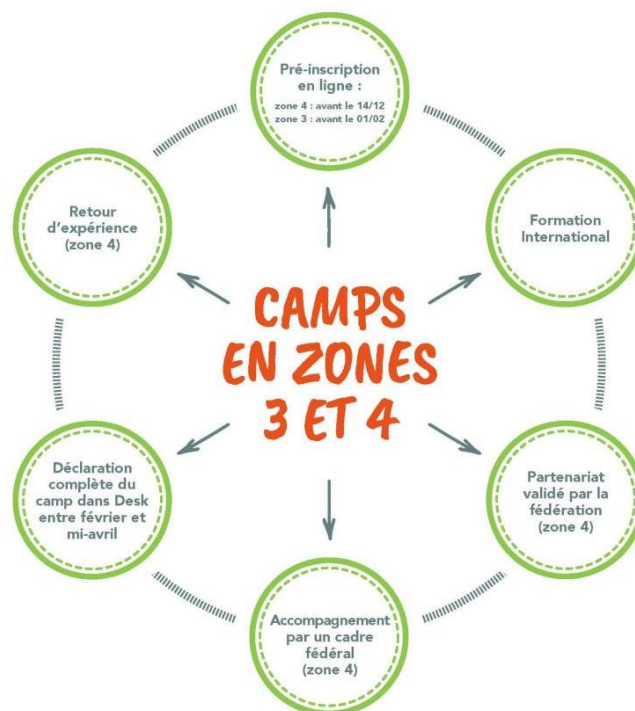 Pré-inscription
en ligne :
zone 4 : avant le 14/12
zone 3 : avant le 01/02
Formation
International
Partenariat
validé par la
fédération
(zone 4)
Accompagnement
par un cadre
fédéral
(zone 4)
Déclaration
complète du
camp dans Desk
entre février et
mi-avril
Retour
d'expérience
(zone 4)
CAMPS
EN ZONES
3 ET 4